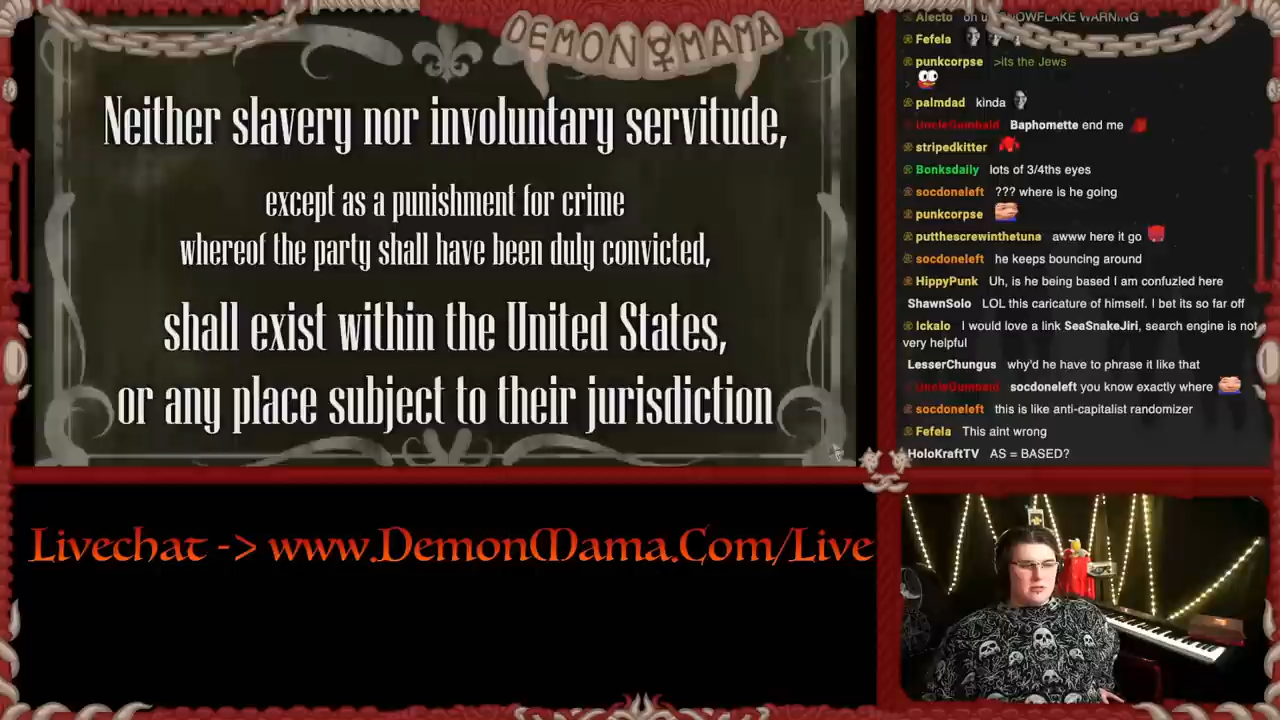 DEMON MAMA
Neither slavery nor involuntary servitude,
except as a punishment for crime
whereof the party shall have been duly convicted,
shall exist within the United States,
or any place subject to their jurisdiction
Livechat -> www.DemonMama.Com/Live
Alecto oh u SNOWFLAKE WARNING
Fefela
punkcorpse >its the Jews
>
palmdad kinda
UncleGumbald Baphomette end me
stripedkitter
Bonksdaily lots of 3/4ths eyes
socdoneleft ??? where is he going
punkcorpse
putthescrewinthetuna awww here it go
socdoneleft he keeps bouncing around
HippyPunk Uh, is he being based I am confuzled here
ShawnSolo LOL this caricature of himself. I bet its so far off
Ickalo I would love a link SeaSnakeJiri, search engine is not
very helpful
LesserChungus why'd he have to phrase it like that
UncleGumbald socdoneleft you know exactly where
socdoneleft this is like anti-capitalist randomizer
Fefela This aint wrong
HoloKraftTV AS = BASED?